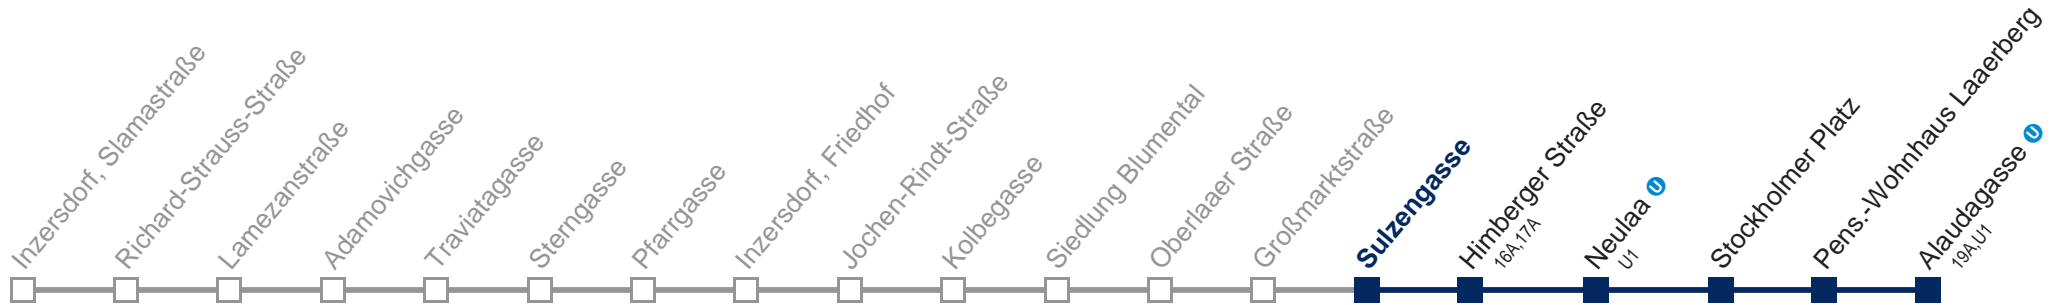 Inzersdorf, Slamastraße
Richard-Strauss-Straße
Lamezanstraße
Adamovichgasse
Traviatagasse
Sterngasse
Pfarrgasse
Inzersdorf, Friedhof
Jochen-Rindt-Straße
Kolbegasse
Siedlung Blumental
Oberlaaer Straße
Großmarktstraße
Sulzengasse
Himberger Straße
16A,17A
Neulaa U
U1
Stockholmer Platz
Pens.-Wohnhaus Laaerberg
Alaudagasse U
19A,U1